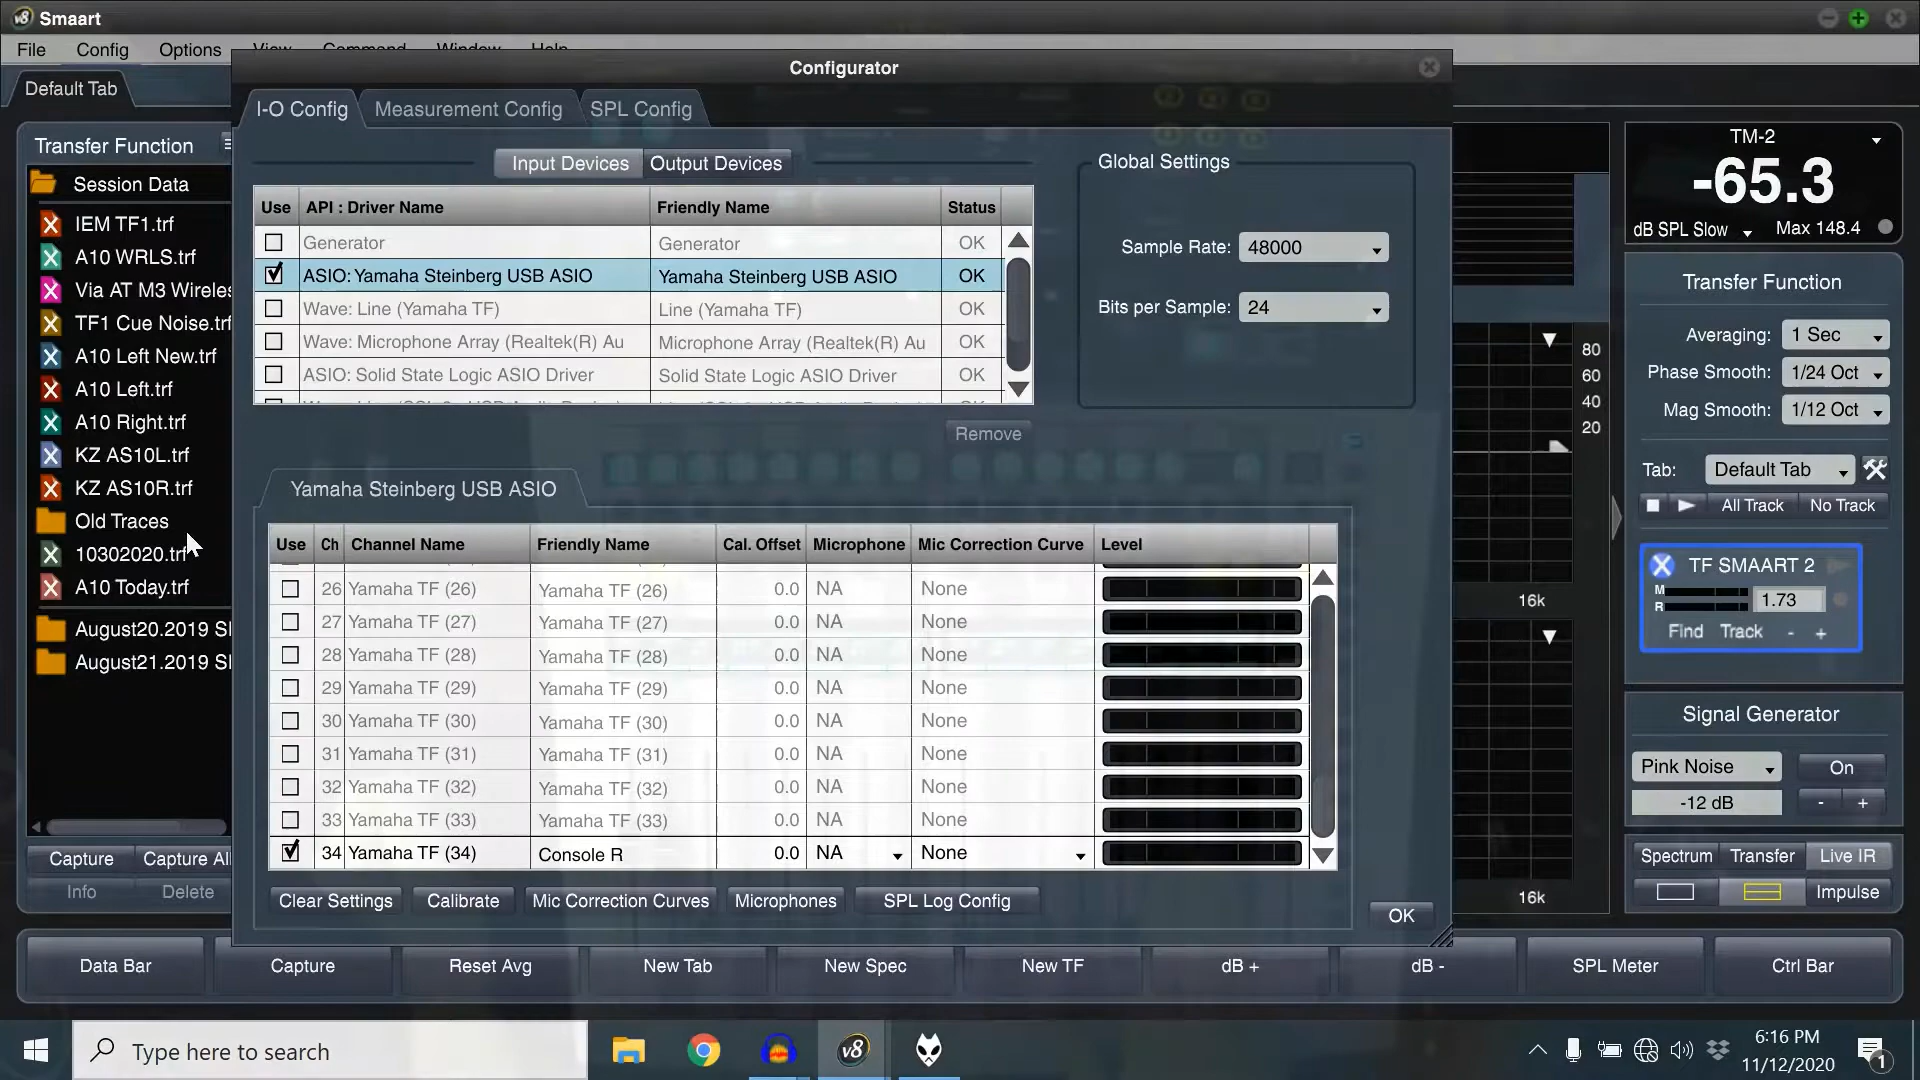 v8 Smaart
File Config Options View Command Window Help
Default Tab
Configurator
I-O Config Measurement Config SPL Config
Input Devices Output Devices
Use API : Driver Name Friendly Name Status
Generator Generator OK
ASIO: Yamaha Steinberg USB ASIO Yamaha Steinberg USB ASIO OK
Wave: Line (Yamaha TF) Line (Yamaha TF) OK
Wave: Microphone Array (Realtek(R) Au Microphone Array (Realtek(R) Au OK
ASIO: Solid State Logic ASIO Driver Solid State Logic ASIO Driver OK
Remove
Global Settings
Sample Rate: 48000
Bits per Sample: 24
Yamaha Steinberg USB ASIO
Use Ch Channel Name Friendly Name Cal. Offset Microphone Mic Correction Curve Level
26 Yamaha TF (26) Yamaha TF (26) 0.0 NA None
27 Yamaha TF (27) Yamaha TF (27) 0.0 NA None
28 Yamaha TF (28) Yamaha TF (28) 0.0 NA None
29 Yamaha TF (29) Yamaha TF (29) 0.0 NA None
30 Yamaha TF (30) Yamaha TF (30) 0.0 NA None
31 Yamaha TF (31) Yamaha TF (31) 0.0 NA None
32 Yamaha TF (32) Yamaha TF (32) 0.0 NA None
33 Yamaha TF (33) Yamaha TF (33) 0.0 NA None
34 Yamaha TF (34) Console R 0.0 NA None
Clear Settings Calibrate Mic Correction Curves Microphones SPL Log Config
OK
Transfer Function
Session Data
IEM TF1.trf
A10 WRLS.trf
Via AT M3 Wireles
TF1 Cue Noise.trf
A10 Left New.trf
A10 Left.trf
A10 Right.trf
KZ AS10L.trf
KZ AS10R.trf
Old Traces
10302020.trf
A10 Today.trf
August20.2019 SI
August21.2019 SI
Capture Capture All
Info Delete
80
60
40
20
16k
16k
TM-2
-65.3
dB SPL Slow Max 148.4
Transfer Function
Averaging: 1 Sec
Phase Smooth: 1/24 Oct
Mag Smooth: 1/12 Oct
Tab: Default Tab
All Track No Track
TF SMAART 2
M
R
1.73
Find Track - +
Signal Generator
Pink Noise On
-12 dB - +
Spectrum Transfer Live IR
Impulse
Data Bar Capture Reset Avg New Tab New Spec New TF dB + dB - SPL Meter Ctrl Bar
Type here to search
v8
6:16 PM
11/12/2020
1